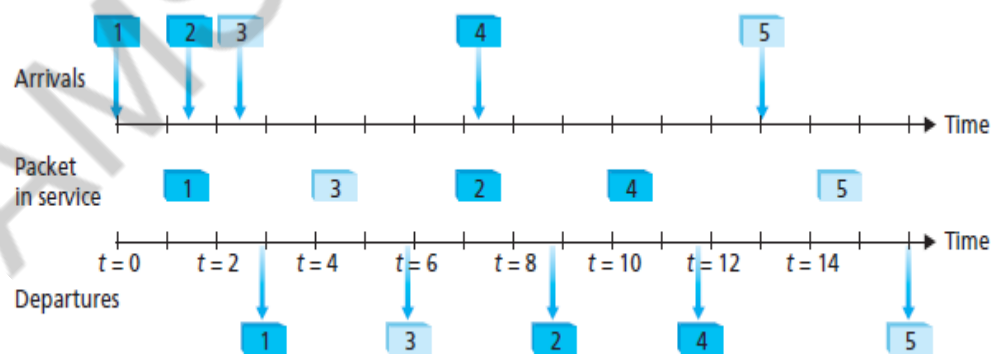 1 2 3 4 5
Arrivals
Time
Packet
in service
1 3 2 4 5
Time
t = 0 t = 2 t = 4 t = 6 t = 8 t = 10 t = 12 t = 14
Departures
1 3 2 4 5